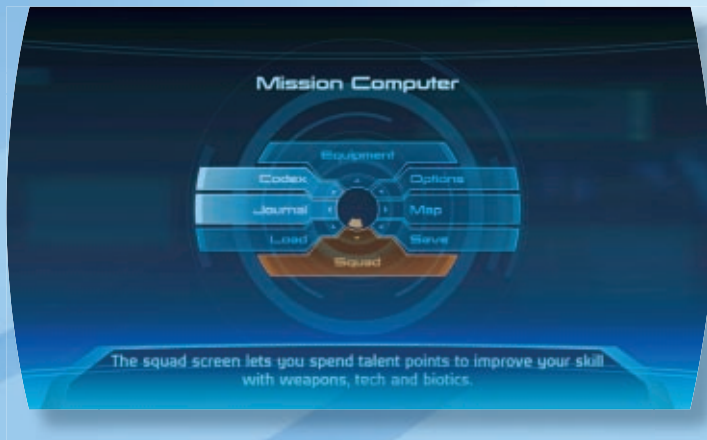 Mission Computer
Equipment
Codex
Options
Journal
Map
Load
Save
Squad
The squad screen lets you spend talent points to improve your skill
with weapons, tech and biotics.